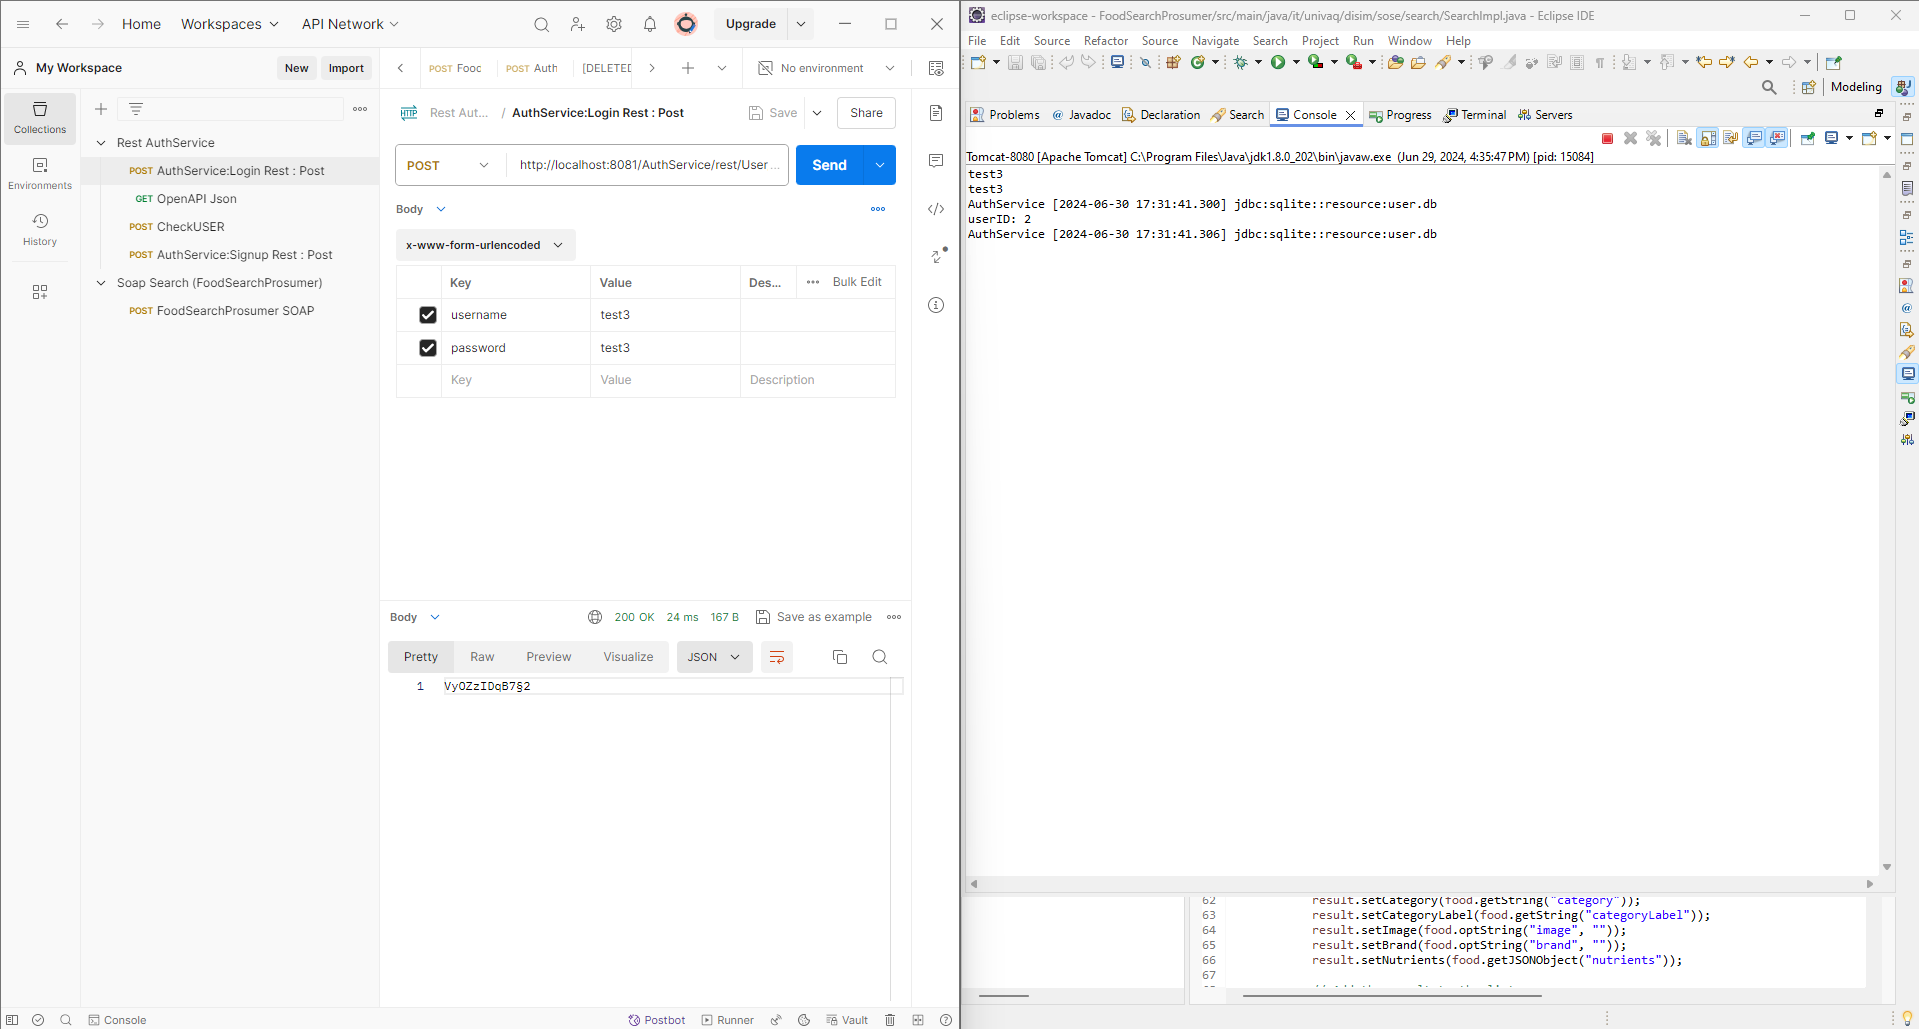 Home
Workspaces
API Network
Upgrade
My Workspace
New
Import
POST Fooc
POST Auth
[DELETED
No environment
Collections
Environments
History
Rest AuthService
POST AuthService:Login Rest : Post
GET OpenAPI Json
POST CheckUSER
POST AuthService:Signup Rest : Post
Soap Search (FoodSearchProsumer)
POST FoodSearchProsumer SOAP
HTTP
Rest Aut... / AuthService:Login Rest : Post
Save
Share
POST
http://localhost:8081/AuthService/rest/User ...
Send
Body
x-www-form-urlencoded
Key Value Des... Bulk Edit
username test3
password test3
Key Value Description
Body
200 OK 24 ms 167 B Save as example
Pretty Raw Preview Visualize JSON
1 VyOZzIDqB7§2
Console
Postbot Runner Vault
eclipse-workspace - FoodSearchProsumer/src/main/java/it/univaq/disim/sose/search/SearchImpl.java - Eclipse IDE
File Edit Source Refactor Source Navigate Search Project Run Window Help
Modeling
Problems @ Javadoc Declaration Search Console Progress Terminal Servers
Tomcat-8080 [Apache Tomcat] C:\Program Files\Java\jdk1.8.0_202\bin\javaw.exe (Jun 29, 2024, 4:35:47 PM) [pid: 15084]
test3
test3
AuthService [2024-06-30 17:31:41.300] jdbc:sqlite::resource:user.db
userID: 2
AuthService [2024-06-30 17:31:41.306] jdbc:sqlite::resource:user.db
62 result.setCategory(food.getString("category"));
63 result.setCategoryLabel(food.getString("categoryLabel"));
64 result.setImage(food.optString("image", ""));
65 result.setBrand(food.optString("brand", ""));
66 result.setNutrients(food.getJSONObject("nutrients"));
67